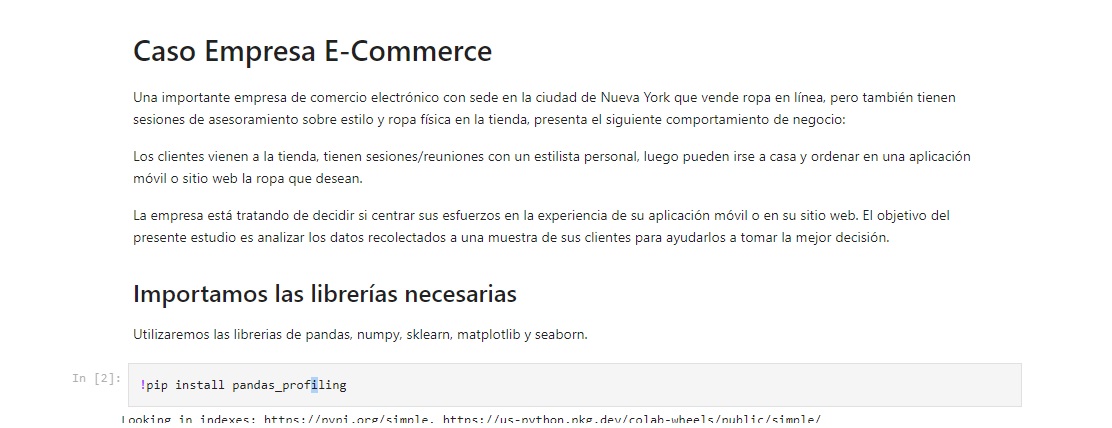 Caso Empresa E-Commerce
Una importante empresa de comercio electrónico con sede en la ciudad de Nueva York que vende ropa en línea, pero también tienen
sesiones de asesoramiento sobre estilo y ropa física en la tienda, presenta el siguiente comportamiento de negocio:
Los clientes vienen a la tienda, tienen sesiones/reuniones con un estilista personal, luego pueden irse a casa y ordenar en una aplicación
móvil o sitio web la ropa que desean.
La empresa está tratando de decidir si centrar sus esfuerzos en la experiencia de su aplicación móvil o en su sitio web. El objetivo del
presente estudio es analizar los datos recolectados a una muestra de sus clientes para ayudarlos a tomar la mejor decisión.
Importamos las librerías necesarias
Utilizaremos las librerias de pandas, numpy, sklearn, matplotlib y seaborn.
In [2]: !pip install pandas_profiling
Looking in indexes: https://pypi.org/simple, https://us-python.pkg.dev/colab-wheels/public/simple/